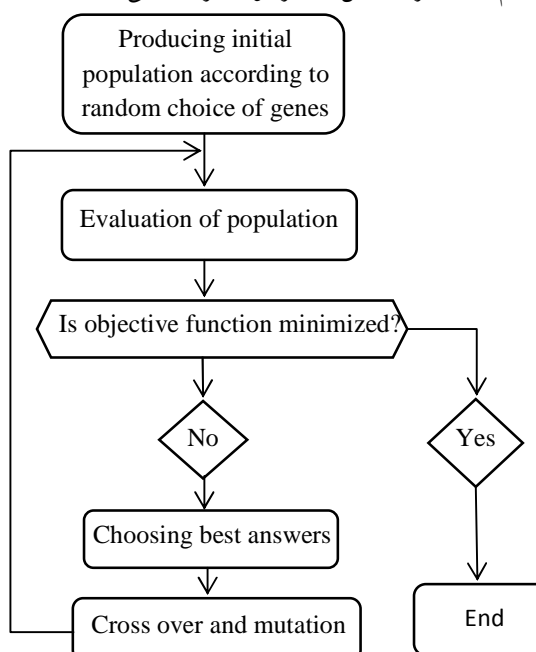 Producing initial
population according to
random choice of genes
Evaluation of population
Is objective function minimized?
No
Yes
Choosing best answers
Cross over and mutation
End